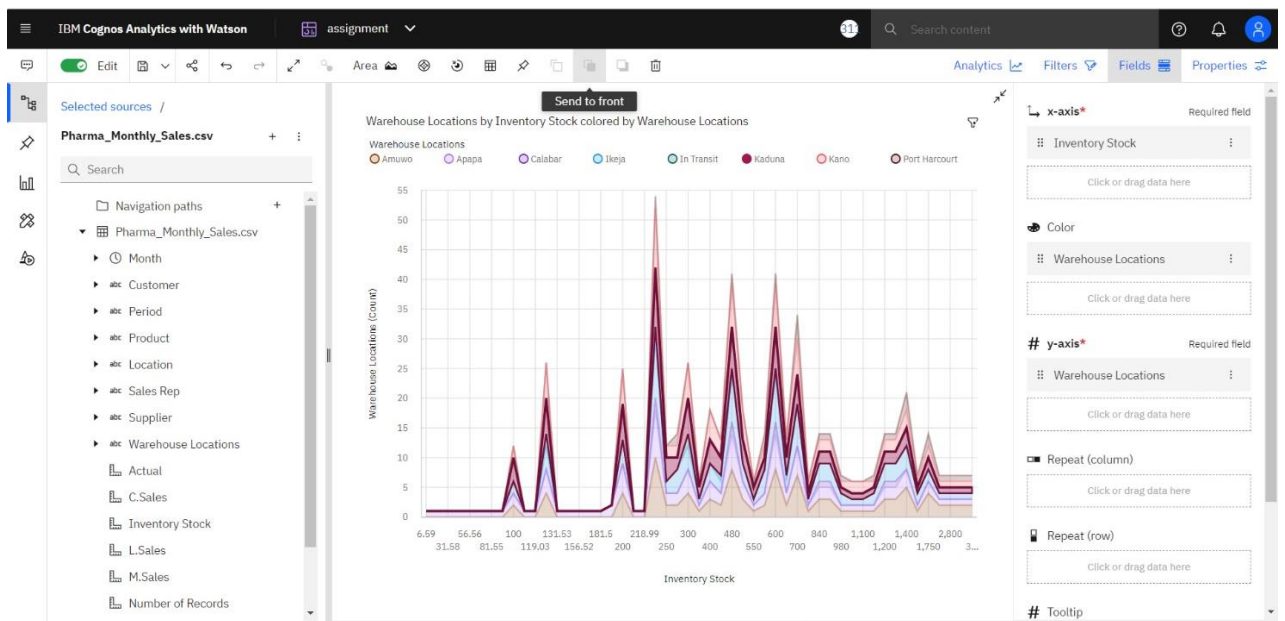 IBM Cognos Analytics with Watson
assignment
311
Search content
Edit
Area
Analytics
Filters
Fields
Properties
Send to front
Selected sources /
Pharma_Monthly_Sales.csv
Search
Navigation paths
Pharma_Monthly_Sales.csv
Month
abc Customer
abc Period
abc Product
abc Location
abc Sales Rep
abc Supplier
abc Warehouse Locations
Actual
C.Sales
Inventory Stock
L.Sales
M.Sales
Number of Records
Warehouse Locations by Inventory Stock colored by Warehouse Locations
Warehouse Locations
Amuwo Apapa Calabar Ikeja In Transit Kaduna Kano Port Harcourt
Warehouse Locations (Count)
55
50
45
40
35
30
25
20
15
10
5
0
6.59 56.56 100 131.53 181.5 218.99 300 480 600 840 1,100 1,400 2,800
31.58 81.55 119.03 156.52 200 250 400 550 700 980 1,200 1,750 3...
Inventory Stock
x-axis* Required field
Inventory Stock
Click or drag data here
Color
Warehouse Locations
Click or drag data here
# y-axis* Required field
Warehouse Locations
Click or drag data here
Repeat (column)
Click or drag data here
Repeat (row)
Click or drag data here
# Tooltip